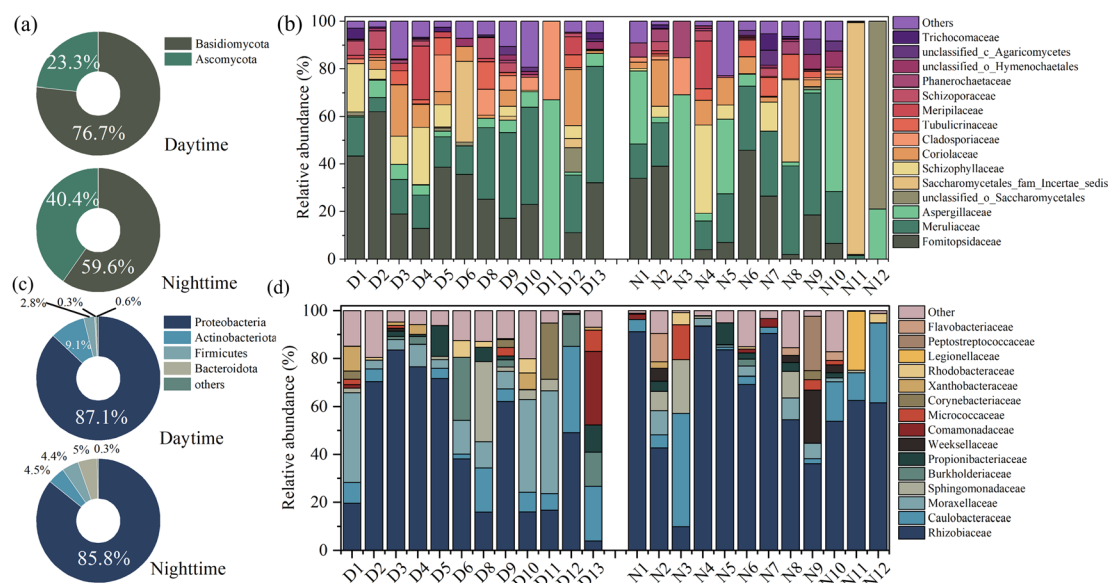 (a)
23.3%
76.7%
Basidiomycota
Ascomycota
Daytime
40.4%
59.6%
Nighttime
(b)
Relative abundance (%)
100
80
60
40
20
0
D1 D2 D3 D4 D5 D6 D8 D9 D10 D11 D12 D13 N1 N2 N3 N4 N5 N6 N7 N8 N9 N10 N11 N12
Others
Trichocomaceae
unclassified_c_Agaricomycetes
unclassified_o_Hymenochaetales
Phanerochaetaceae
Schizoporaceae
Meripilaceae
Tubulicrinaceae
Cladosporiaceae
Coriolaceae
Schizophyllaceae
Saccharomycetales_fam_Incertae_sedis
unclassified_o_Saccharomycetales
Aspergillaceae
Meruliaceae
Fomitopsidaceae
(c)
2.8%
0.3%
0.6%
9.1%
87.1%
Proteobacteria
Actinobacteriota
Firmicutes
Bacteroidota
others
Daytime
4.5%
4.4%
5%
0.3%
85.8%
Nighttime
(d)
Relative abundance (%)
100
80
60
40
20
0
D1 D2 D3 D4 D5 D6 D8 D9 D10 D11 D12 D13 N1 N2 N3 N4 N5 N6 N7 N8 N9 N10 N11 N12
Other
Flavobacteriaceae
Peptostreptococcaceae
Legionellaceae
Rhodobacteraceae
Xanthobacteraceae
Corynebacteriaceae
Micrococcaceae
Comamonadaceae
Weeksellaceae
Propionibacteriaceae
Burkholderiaceae
Sphingomonadaceae
Moraxellaceae
Caulobacteraceae
Rhizobiaceae